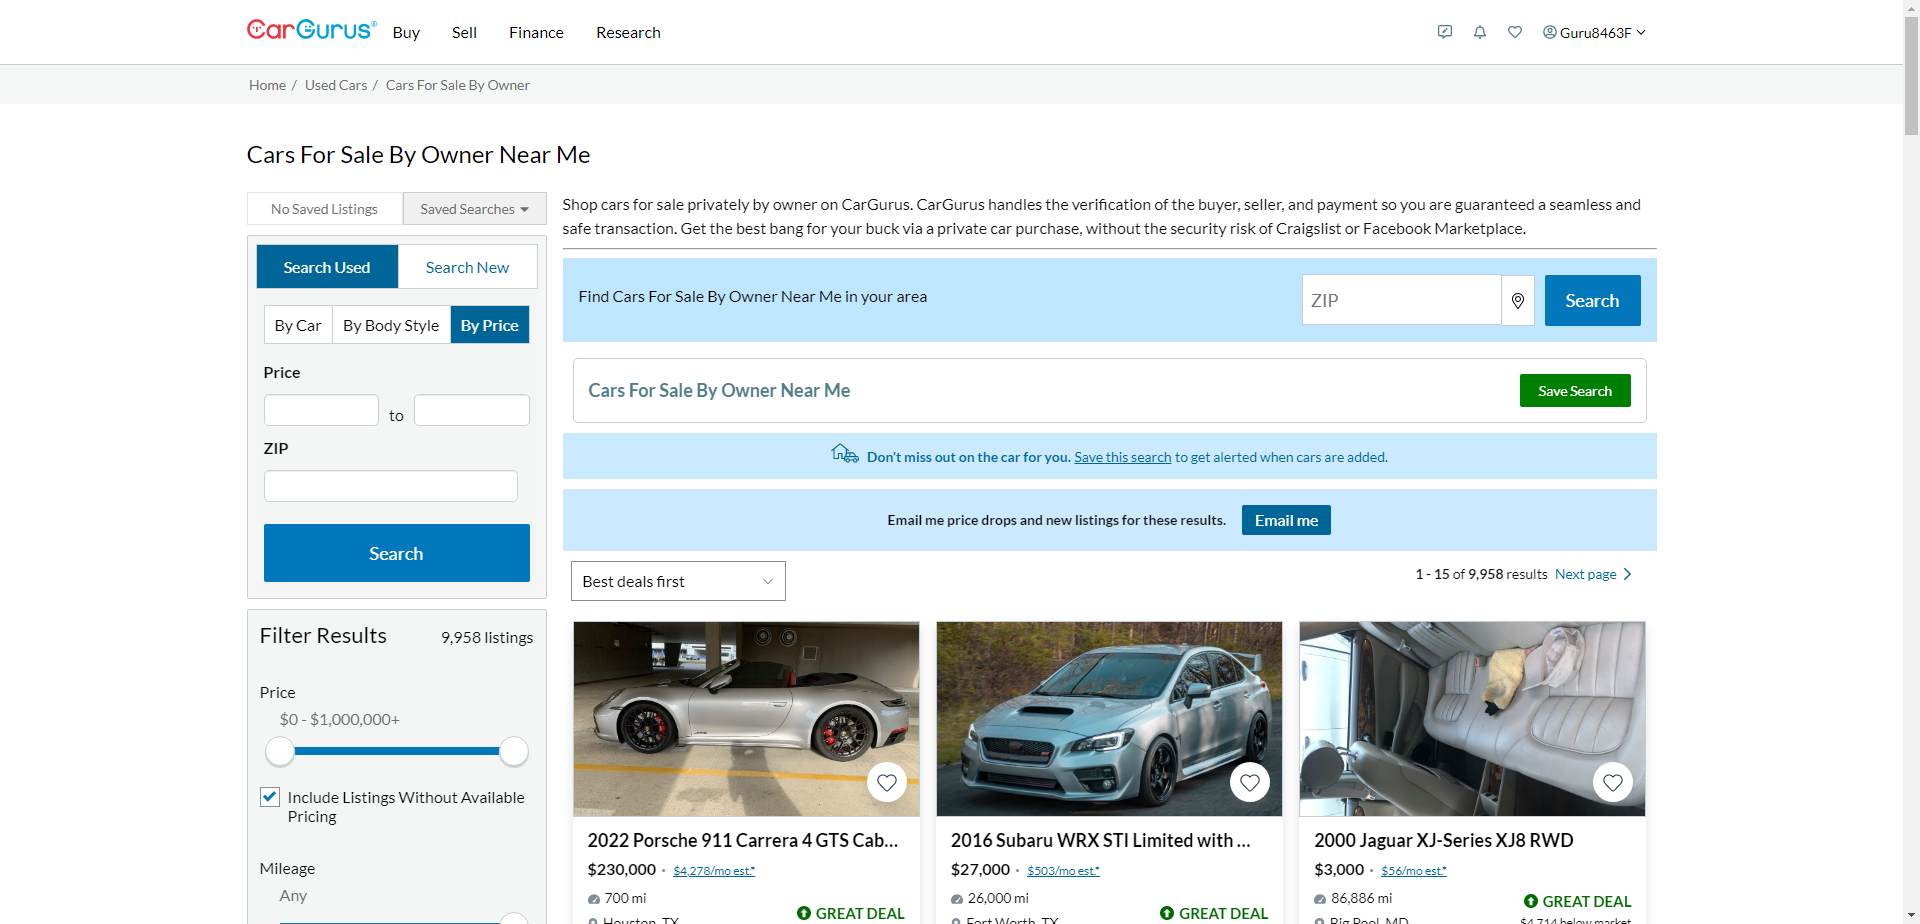 CarGurus®
Buy
Sell
Finance
Research
Guru8463F
Home / Used Cars / Cars For Sale By Owner
Cars For Sale By Owner Near Me
No Saved Listings
Saved Searches
Shop cars for sale privately by owner on CarGurus. CarGurus handles the verification of the buyer, seller, and payment so you are guaranteed a seamless and
safe transaction. Get the best bang for your buck via a private car purchase, without the security risk of Craigslist or Facebook Marketplace.
Search Used
Search New
By Car
By Body Style
By Price
Price
to
ZIP
Search
Find Cars For Sale By Owner Near Me in your area
ZIP
Search
Cars For Sale By Owner Near Me
Save Search
Don't miss out on the car for you. Save this search to get alerted when cars are added.
Email me price drops and new listings for these results.
Email me
Best deals first
1 - 15 of 9,958 results Next page
Filter Results
9,958 listings
Price
$0 - $1,000,000+
Include Listings Without Available
Pricing
Mileage
Any
2022 Porsche 911 Carrera 4 GTS Cab...
$230,000 · $4,278/mo est.*
700 mi
Houston, TX
GREAT DEAL
2016 Subaru WRX STI Limited with ...
$27,000 · $503/mo est.*
26,000 mi
Fort Worth, TX
GREAT DEAL
2000 Jaguar XJ-Series XJ8 RWD
$3,000 · $56/mo est.*
86,886 mi
Big Pool, MD
GREAT DEAL
$4,714 below market